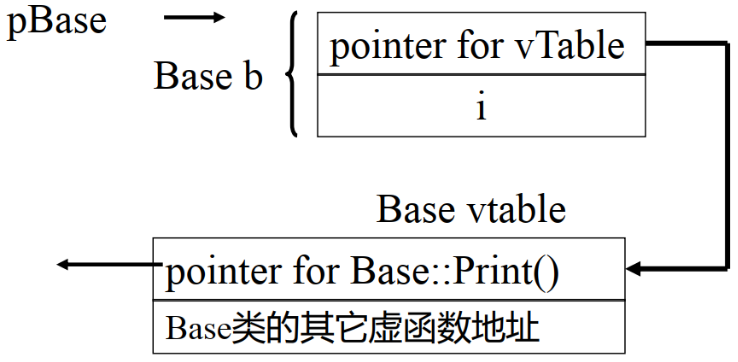 pBase
pointer for vTable
Base b
i
Base vtable
pointer for Base::Print()
Base类的其它虚函数地址